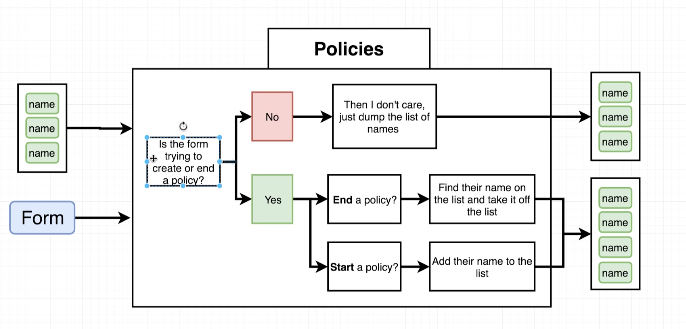 Policies
name
name
name
Form
Is the form
trying to
create or end
a policy?
No
Then I don't care,
just dump the list of
names
name
name
name
Yes
End a policy?
Find their name on
the list and take it off
the list
Start a policy?
Add their name to the
list
name
name
name
name